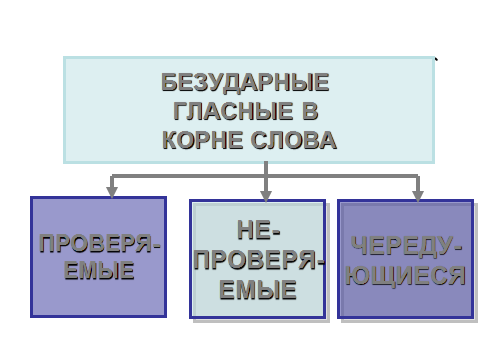 БЕЗУДАРНЫЕ
ГЛАСНЫЕ В
КОРНЕ СЛОВА
ПРОВЕРЯ-
ЕМЫЕ
НЕ-
ПРОВЕРЯ-
ЕМЫЕ
ЧЕРЕДУ-
ЮЩИЕСЯ